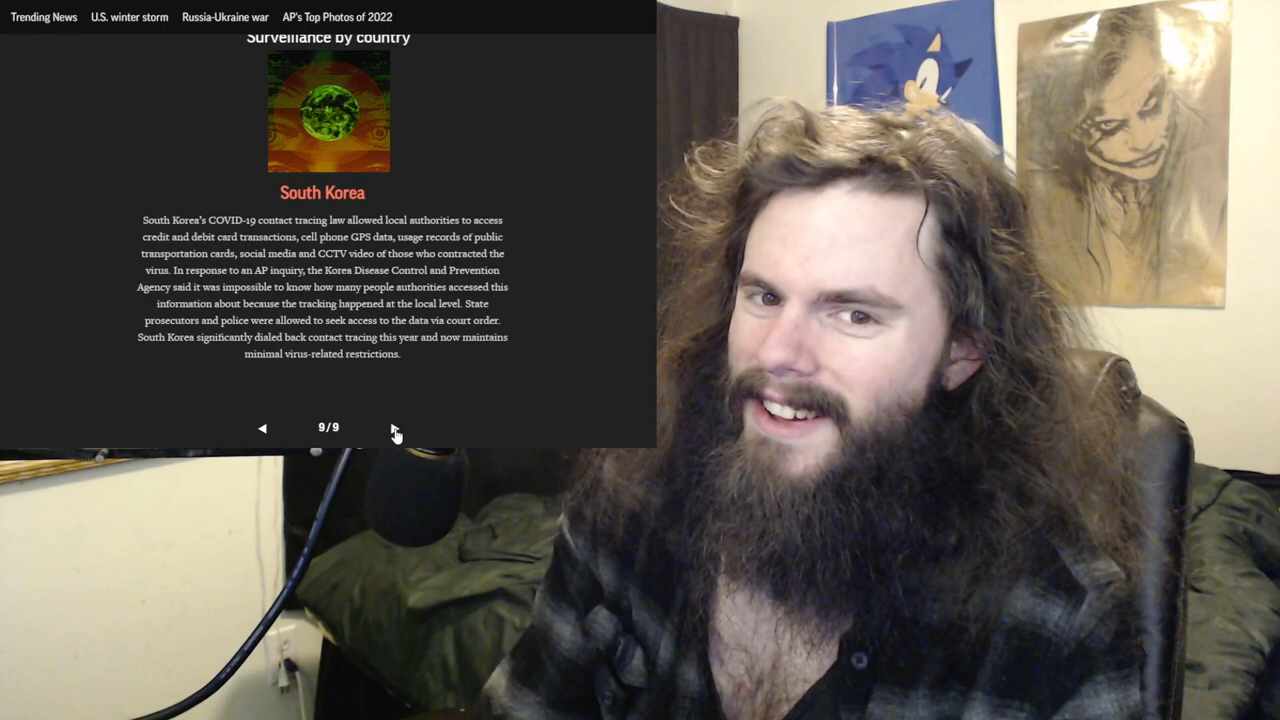 Trending News U.S. winter storm Russia-Ukraine war AP's Top Photos of 2022
Surveillance by country
South Korea
South Korea's COVID-19 contact tracing law allowed local authorities to access
credit and debit card transactions, cell phone GPS data, usage records of public
transportation cards, social media and CCTV video of those who contracted the
virus. In response to an AP inquiry, the Korea Disease Control and Prevention
Agency said it was impossible to know how many people authorities accessed this
information about because the tracking happened at the local level. State
prosecutors and police were allowed to seek access to the data via court order.
South Korea significantly dialed back contact tracing this year and now maintains
minimal virus-related restrictions.
9/9